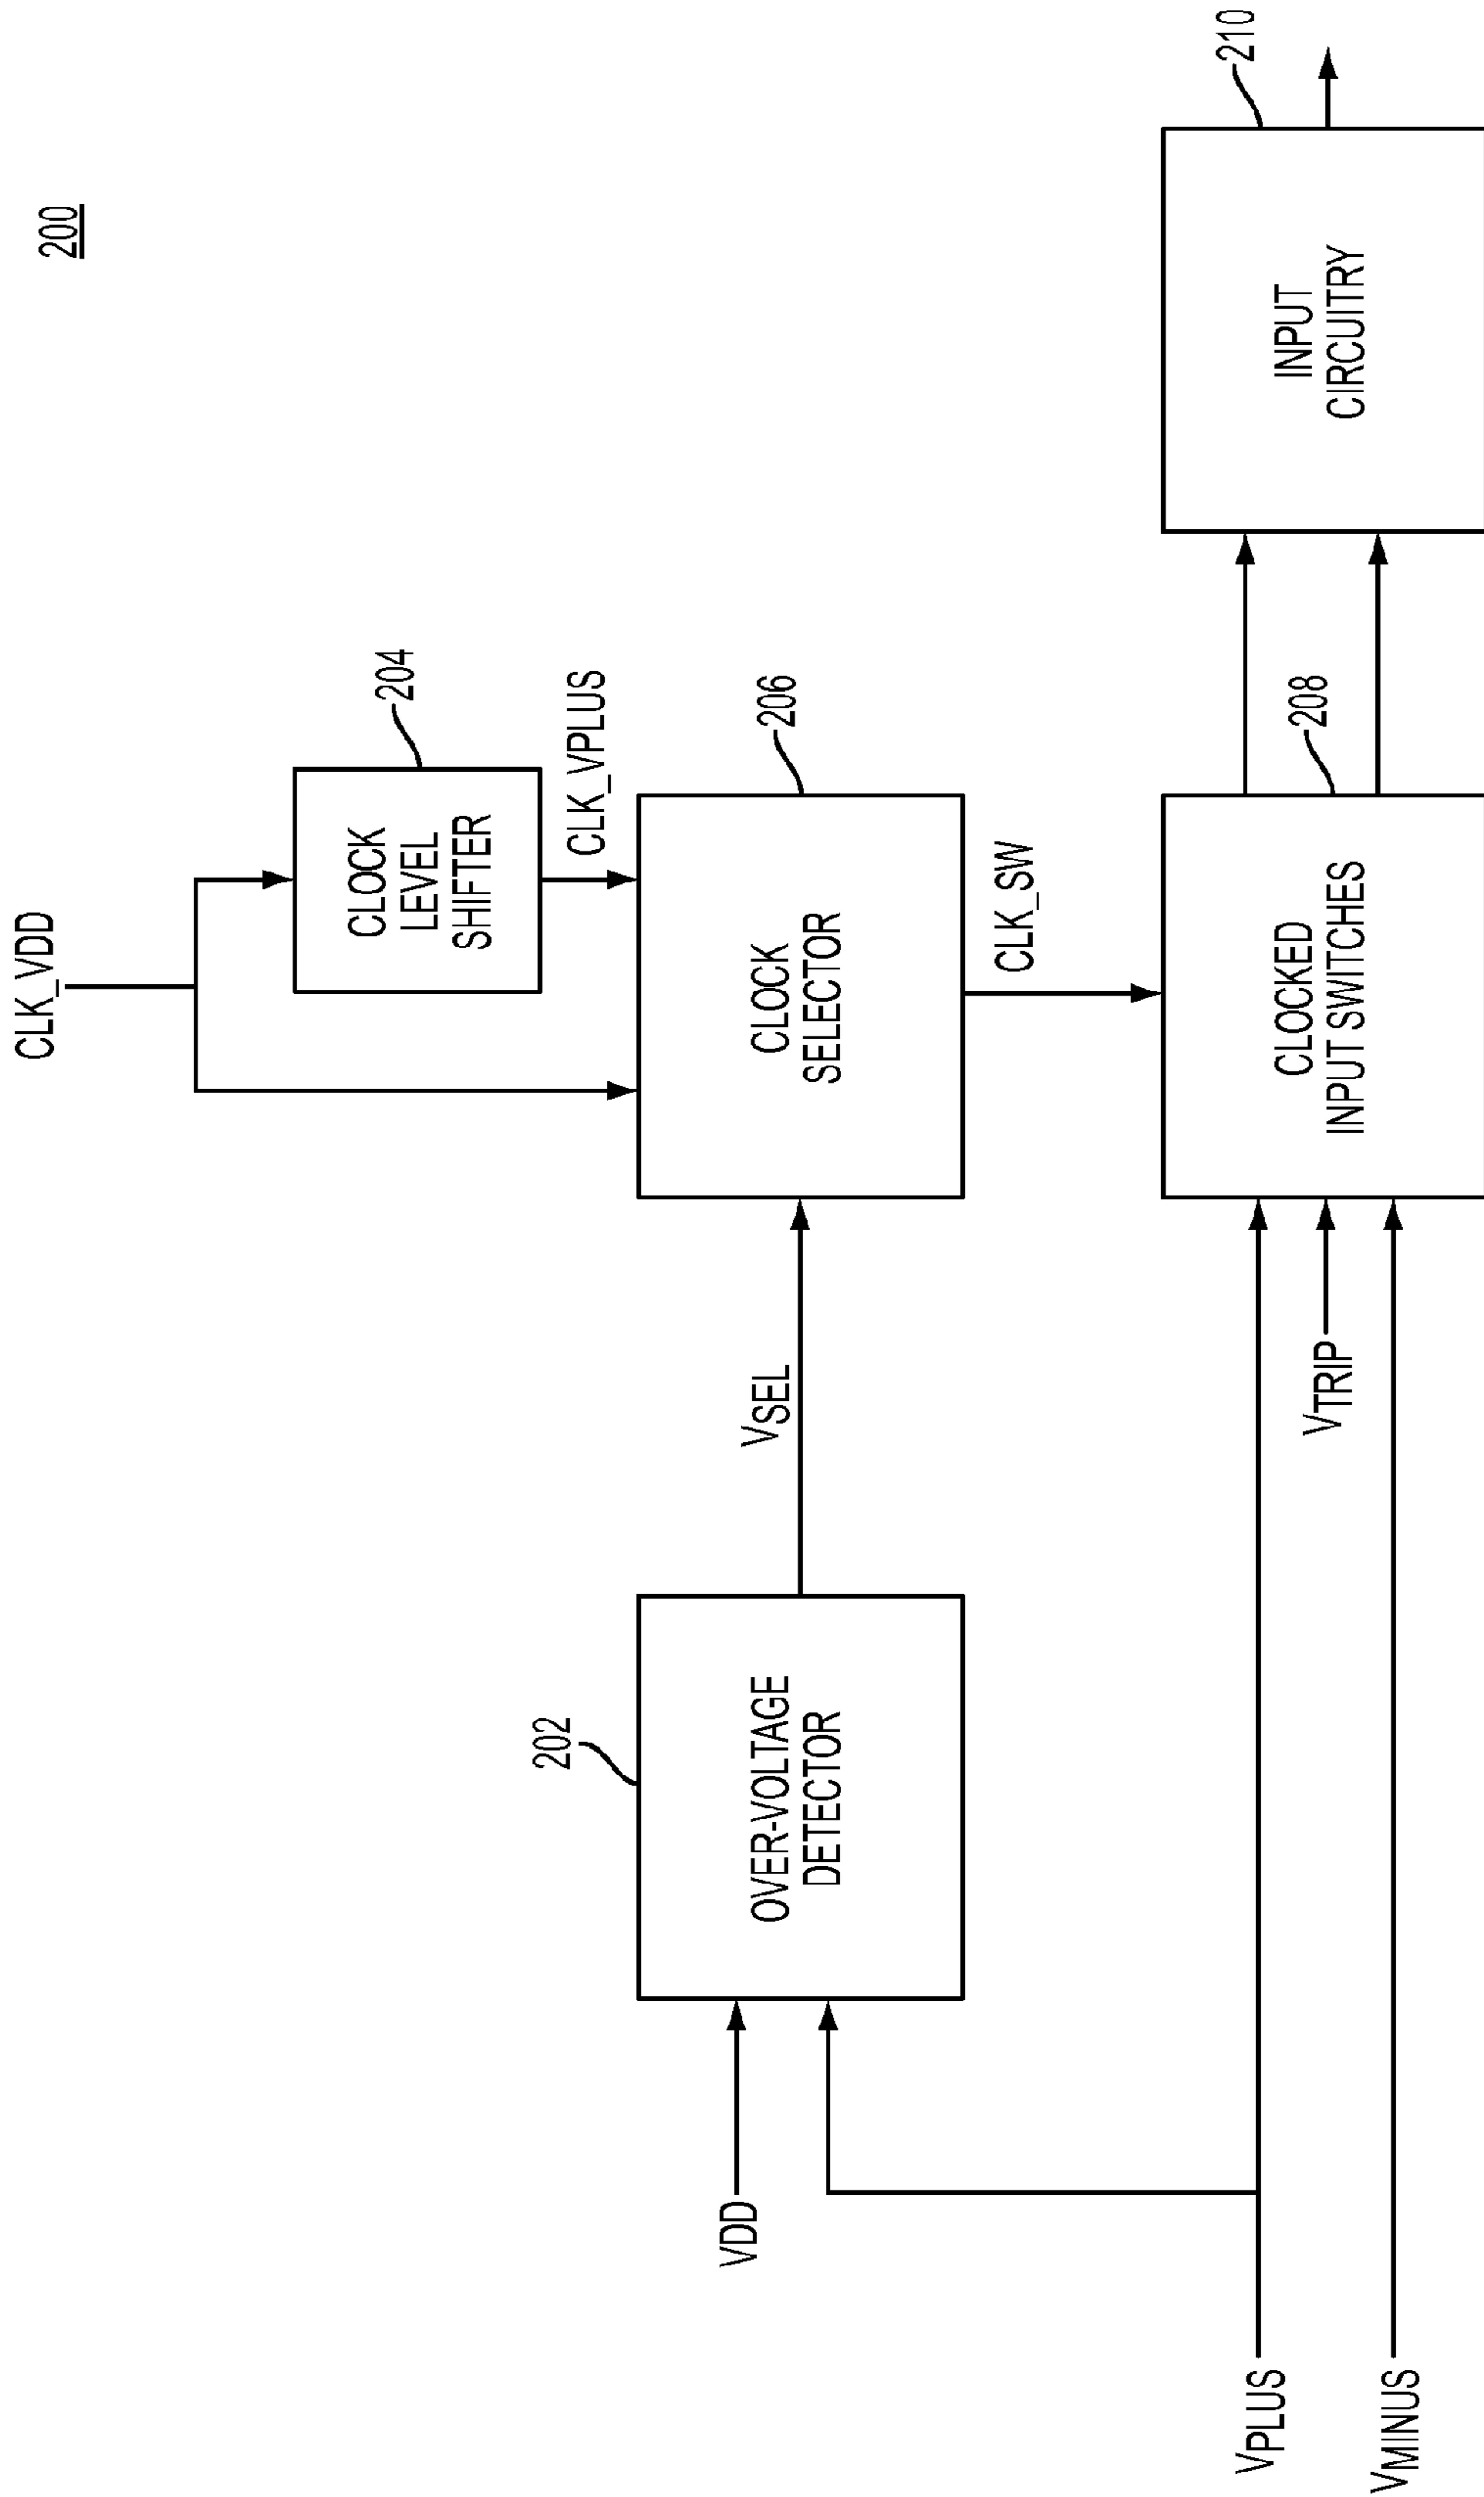 200
CLK_VDD
204
CLOCK
LEVEL
SHIFTER
CLK_VPLUS
202
206
VDD
OVER-VOLTAGE
DETECTOR
VSEL
CLOCK
SELECTOR
CLK_SW
208
210
VPLUS
VTRIP
VMINUS
CLOCKED
INPUT SWITCHES
INPUT
CIRCUITRY